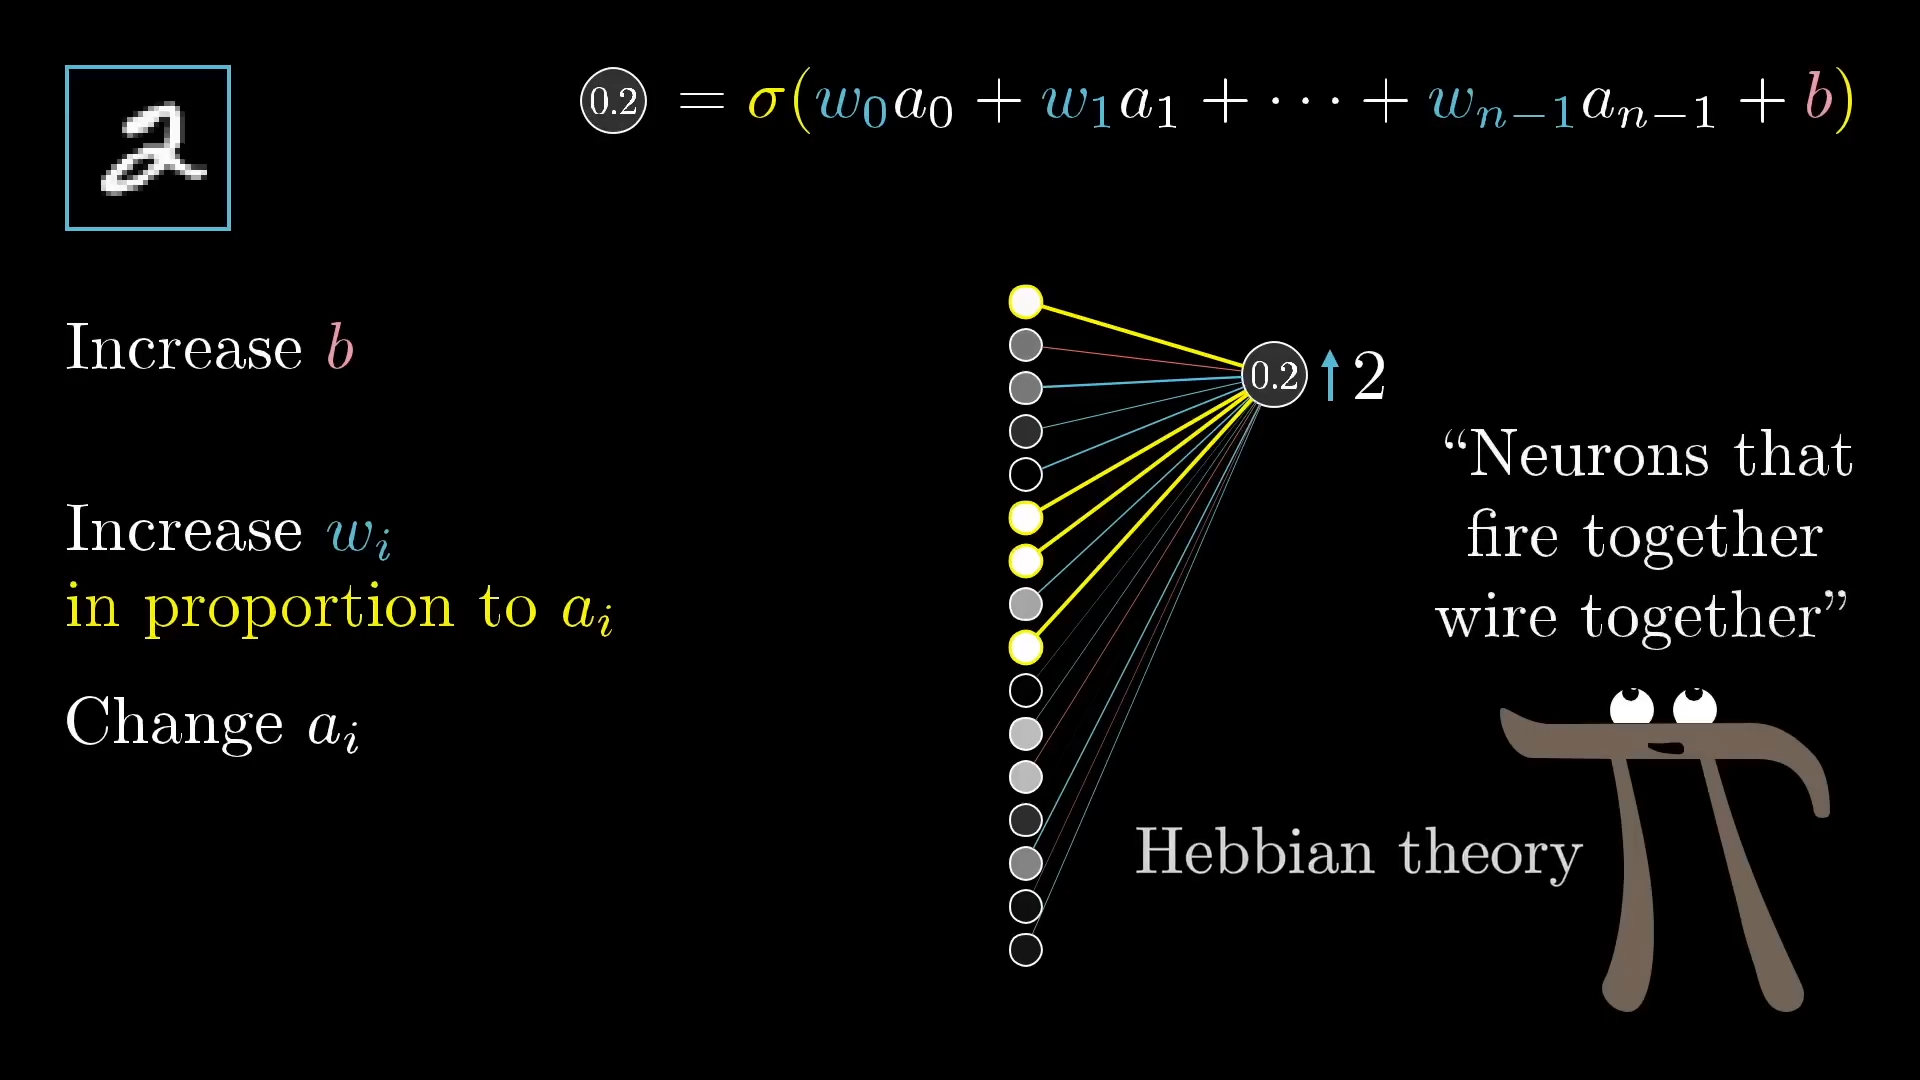 2
0.2 = σ(w₀a₀ + w₁a₁ + ⋯ + wₙ₋₁aₙ₋₁ + b)
Increase b
Increase wᵢ
in proportion to aᵢ
Change aᵢ
0.2 ↑ 2
“Neurons that
fire together
wire together”
Hebbian theory